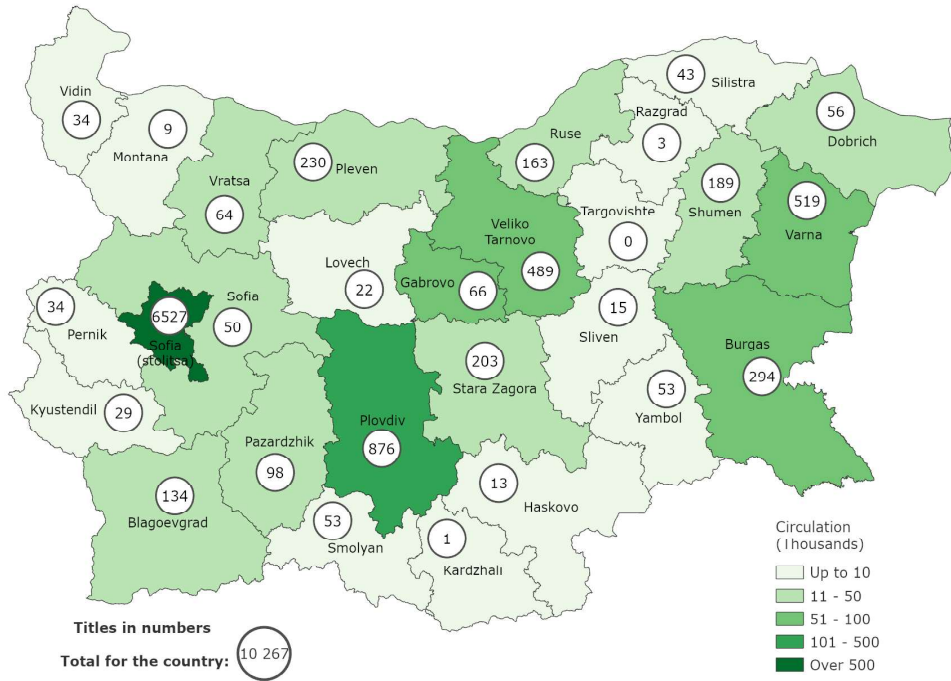 43
Silistra
Vidin
34
9
Montana
Razgrad
3
56
Dobrich
Ruse
163
230
Pleven
Vratsa
64
189
Shumen
519
Varna
Targovishte
0
Veliko
Tarnovo
489
Lovech
22
Gabrovo
66
34
Pernik
6527
Sofia
(stolitsa)
Sofia
50
15
Sliven
203
Stara Zagora
Burgas
294
53
Yambol
Kyustendil
29
Plovdiv
876
Pazardzhik
98
134
Blagoevgrad
13
Haskovo
53
Smolyan
1
Kardzhali
Circulation
(Thousands)
Up to 10
11 - 50
51 - 100
101 - 500
Over 500
Titles in numbers
Total for the country:
10 267